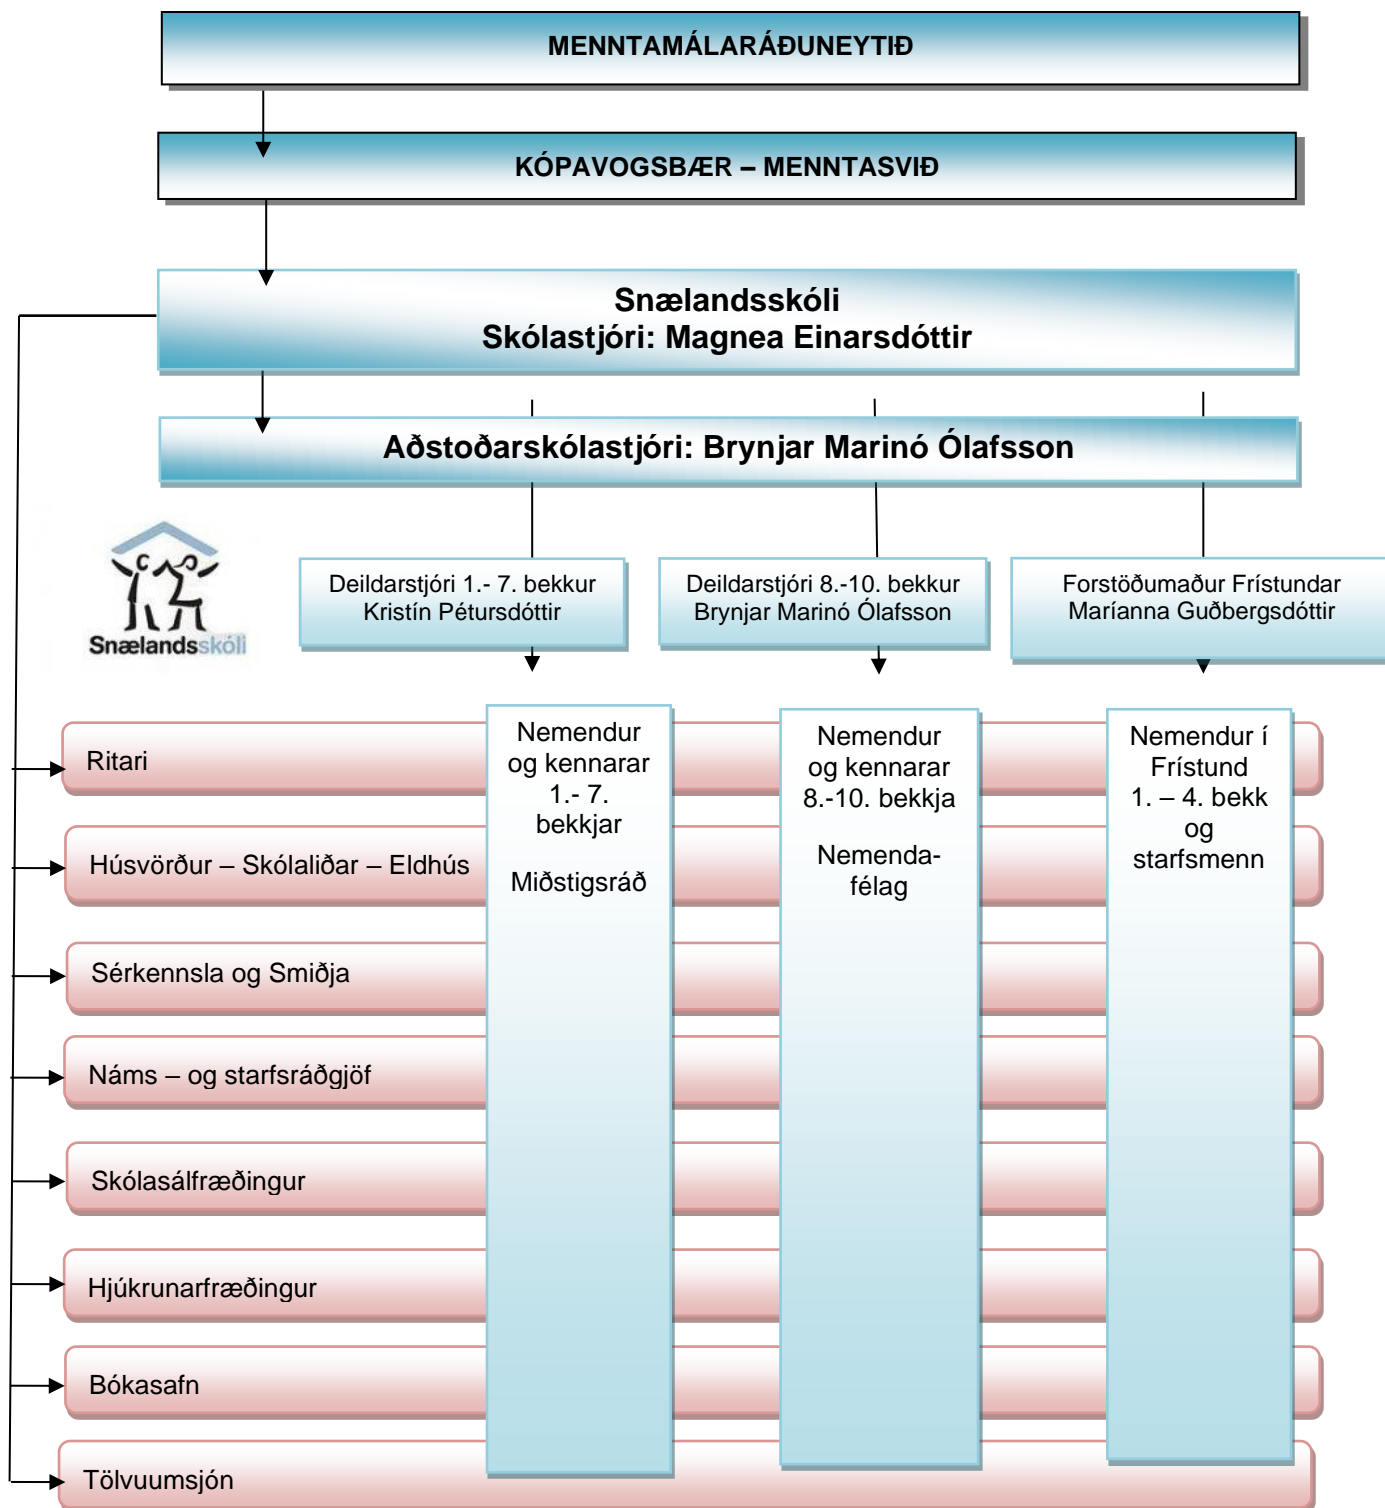 MENNTAMÁLARÁÐUNEYTIÐ
KÓPAVOGSBÆR – MENNTASVIÐ
Snælandsskóli
Skólastjóri: Magnea Einarsdóttir
Aðstoðarskólastjóri: Brynjar Marinó Ólafsson
Snælandsskóli
Deildarstjóri 1.- 7. bekkur
Kristín Pétursdóttir
Deildarstjóri 8.-10. bekkur
Brynjar Marinó Ólafsson
Forstöðumaður Frístundar
Maríanna Guðbergsdóttir
Nemendur
og kennarar
1.- 7.
bekkjar
Miðstigsráð
Nemendur
og kennarar
8.-10. bekkja
Nemenda-
félag
Nemendur í
Frístund
1. – 4. bekk
og
starfsmenn
Ritari
Húsvörður – Skólaliðar – Eldhús
Sérkennsla og Smiðja
Náms – og starfsráðgjöf
Skólasálfræðingur
Hjúkrunarfræðingur
Bókasafn
Tölvuumsjón